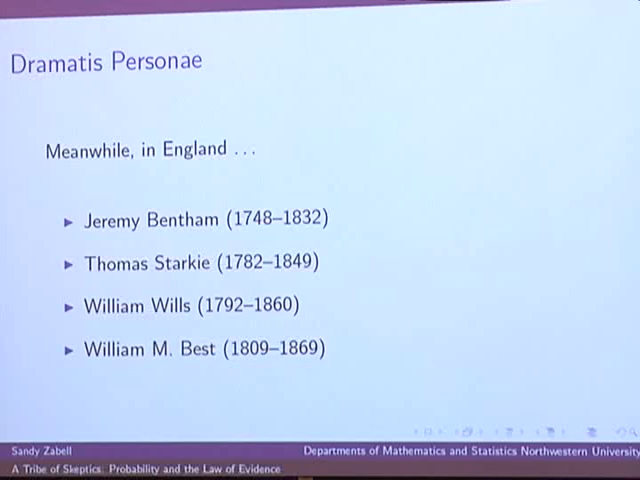 Dramatis Personae
Meanwhile, in England ...
Jeremy Bentham (1748–1832)
Thomas Starkie (1782–1849)
William Wills (1792–1860)
William M. Best (1809–1869)
Sandy Zabell
Departments of Mathematics and Statistics Northwestern University
A Tribe of Skeptics: Probability and the Law of Evidence